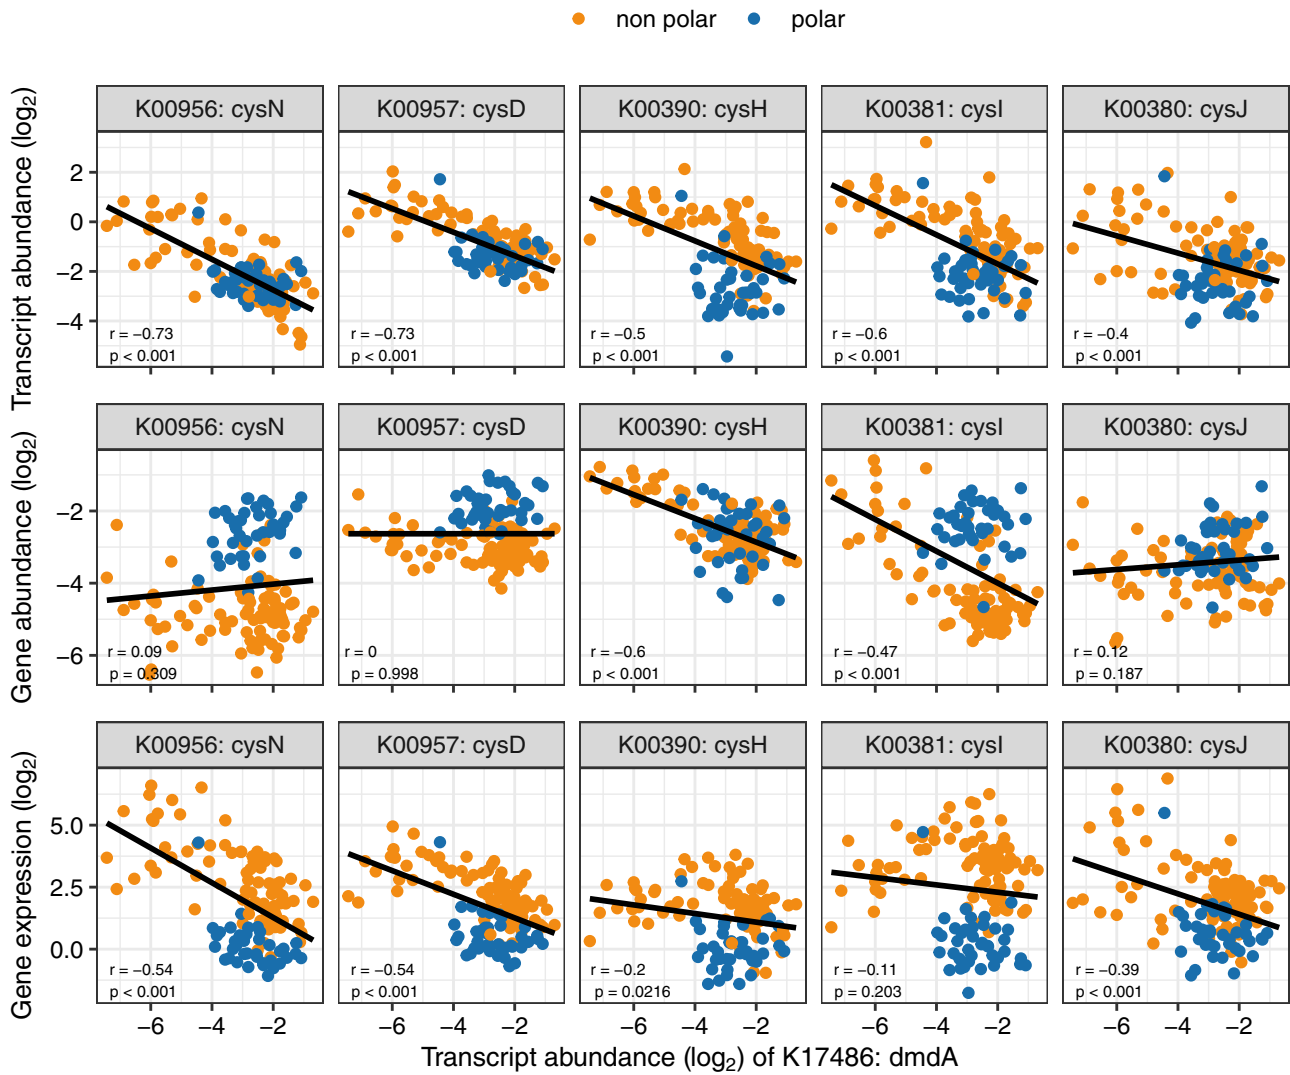 non polar polar
Transcript abundance (log2)
K00956: cysN K00957: cysD K00390: cysH K00381: cysI K00380: cysJ
2
0
−2
−4
r = −0.73 r = −0.73 r = −0.5 r = −0.6 r = −0.4
p < 0.001 p < 0.001 p < 0.001 p < 0.001 p < 0.001
Gene abundance (log2)
K00956: cysN K00957: cysD K00390: cysH K00381: cysI K00380: cysJ
−2
−4
−6
r = 0.09 r = 0 r = −0.6 r = −0.47 r = 0.12
p = 0.309 p = 0.998 p < 0.001 p < 0.001 p = 0.187
Gene expression (log2)
K00956: cysN K00957: cysD K00390: cysH K00381: cysI K00380: cysJ
5.0
2.5
0.0
r = −0.54 r = −0.54 r = −0.2 r = −0.11 r = −0.39
p < 0.001 p < 0.001 p = 0.0216 p = 0.203 p < 0.001
−6 −4 −2 −6 −4 −2 −6 −4 −2 −6 −4 −2 −6 −4 −2
Transcript abundance (log2) of K17486: dmdA